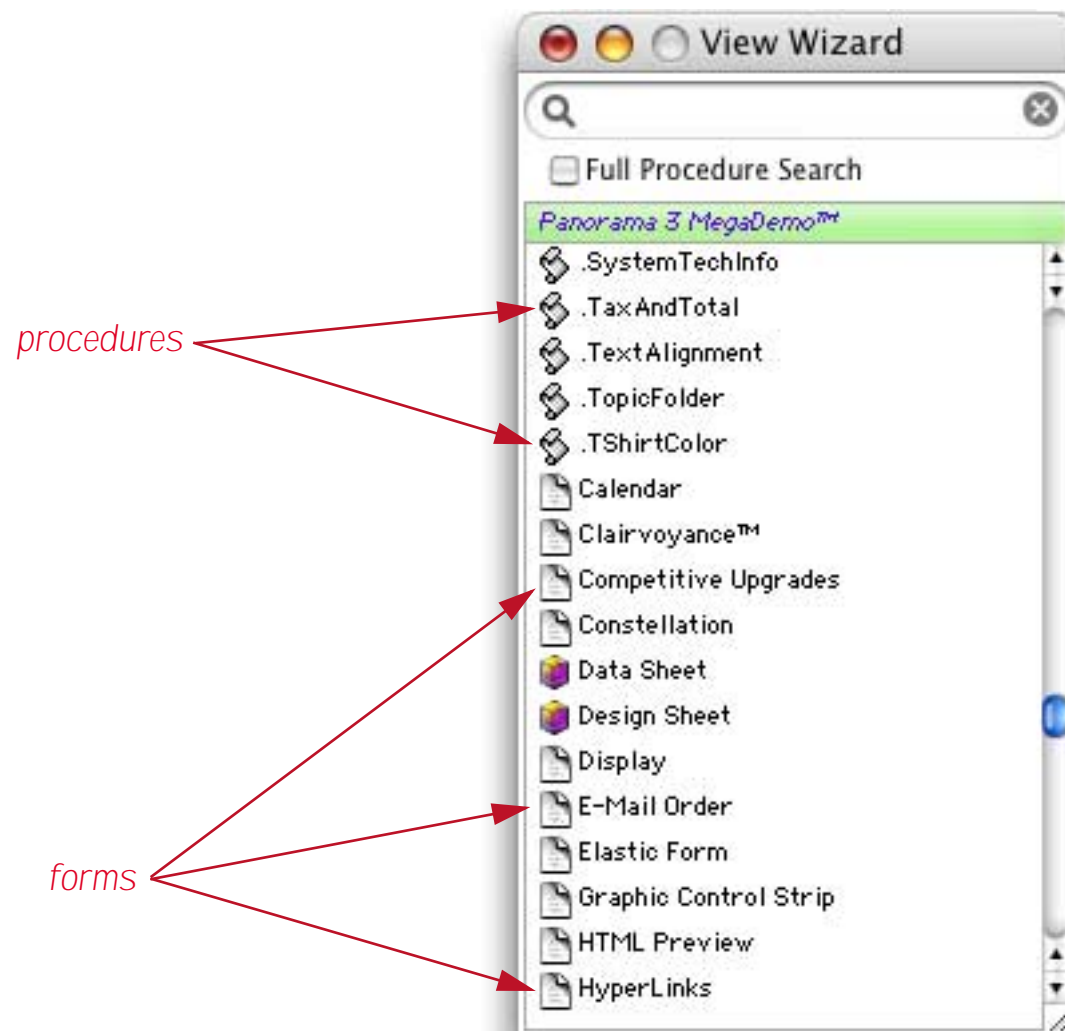 View Wizard
Full Procedure Search
Panorama 3 MegaDemo™
.SystemTechInfo
.TaxAndTotal
procedures
.TextAlignment
.TopicFolder
.TShirtColor
Calendar
Clairvoyance™
Competitive Upgrades
Constellation
Data Sheet
Design Sheet
Display
E-Mail Order
Elastic Form
forms
Graphic Control Strip
HTML Preview
HyperLinks